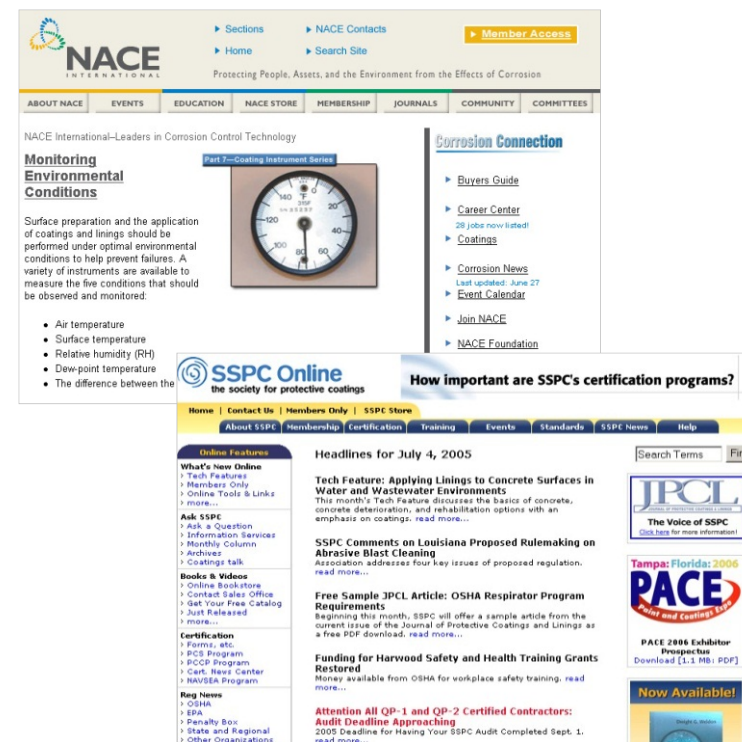 NACE
INTERNATIONAL
Sections
NACE Contacts
Home
Search Site
Member Access
Protecting People, Assets, and the Environment from the Effects of Corrosion
ABOUT NACE EVENTS EDUCATION NACE STORE MEMBERSHIP JOURNALS COMMUNITY COMMITTEES
NACE International–Leaders in Corrosion Control Technology
Monitoring
Environmental
Conditions
Part 7—Coating Instrument Series
0
140 °F
120
40
100
80
60
Surface preparation and the application
of coatings and linings should be
performed under optimal environmental
conditions to help prevent failures. A
variety of instruments are available to
measure the five conditions that should
be observed and monitored:
Air temperature
Surface temperature
Relative humidity (RH)
Dew-point temperature
The difference between the
Corrosion Connection
Buyers Guide
Career Center
28 jobs now listed!
Coatings
Corrosion News
Last updated: June 27
Event Calendar
Join NACE
NACE Foundation
SSPC Online
the society for protective coatings
How important are SSPC's certification programs?
Home | Contact Us | Members Only | SSPC Store
About SSPC Membership Certification Training Events Standards SSPC News Help
Online Features
What's New Online
› Tech Features
› Members Only
› Online Tools & Links
› more...
Ask SSPC
› Ask a Question
› Information Services
› Monthly Column
› Archives
› Coatings talk
Books & Videos
› Online Bookstore
› Contact Sales Office
› Get Your Free Catalog
› Just Released
› more...
Certification
› Forms, etc.
› PCS Program
› PCCP Program
› Cert. News Center
› NAVSEA Program
Reg News
› OSHA
› EPA
› Penalty Box
› State and Regional
› Other Organizations
Headlines for July 4, 2005
Tech Feature: Applying Linings to Concrete Surfaces in
Water and Wastewater Environments
This month's Tech Feature discusses the basics of concrete,
concrete deterioration, and rehabilitation options with an
emphasis on coatings. read more...
SSPC Comments on Louisiana Proposed Rulemaking on
Abrasive Blast Cleaning
Association addresses four key issues of proposed regulation.
read more...
Free Sample JPCL Article: OSHA Respirator Program
Requirements
Beginning this month, SSPC will offer a sample article from the
current issue of the Journal of Protective Coatings and Linings as
a free PDF download. read more...
Funding for Harwood Safety and Health Training Grants
Restored
Money available from OSHA for workplace safety training. read
more...
Attention All QP-1 and QP-2 Certified Contractors:
Audit Deadline Approaching
2005 Deadline for Having Your SSPC Audit Completed Sept. 1.
read more...
Search Terms
JPCL
JOURNAL OF PROTECTIVE COATINGS & LININGS
The Voice of SSPC
Click here for more information!
Tampa: Florida: 2006
PACE
Paint and Coatings Expo
PACE 2006 Exhibitor
Prospectus
Download [1.1 MB: PDF]
Now Available!